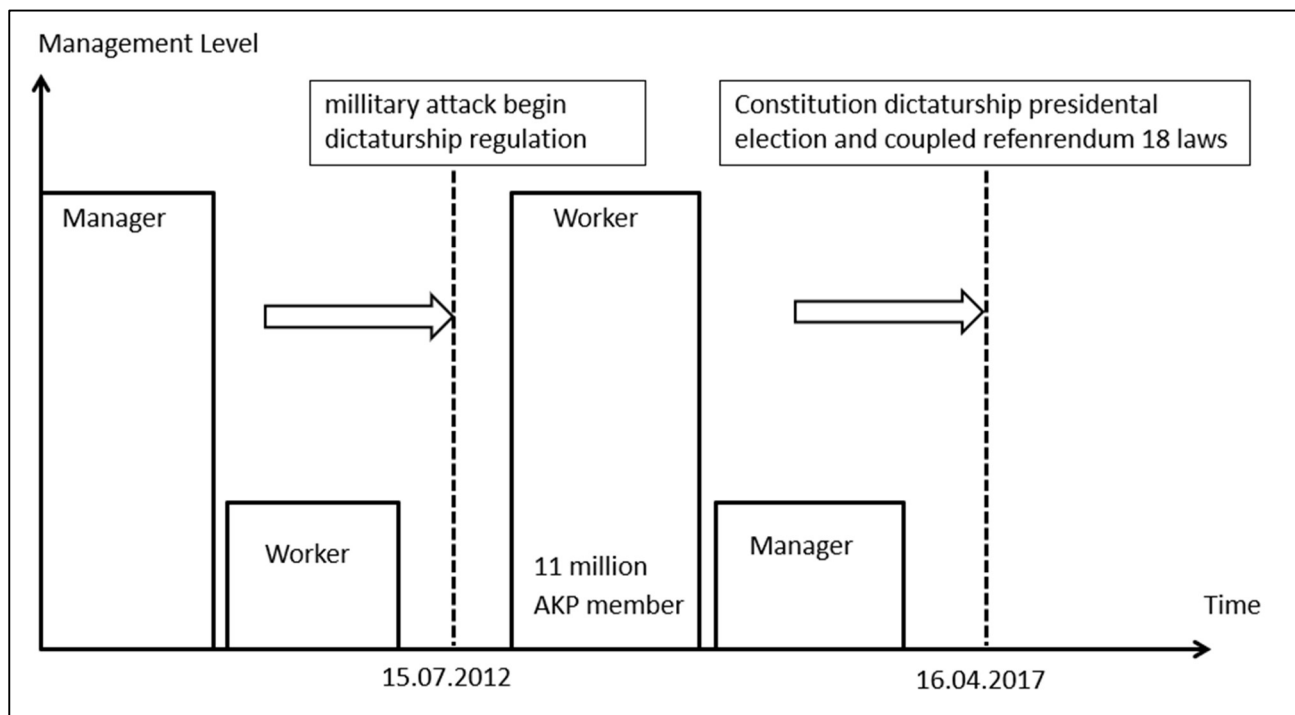 Management Level
millitary attack begin
dictaturship regulation
Constitution dictaturship presidental
election and coupled refenrendum 18 laws
Manager
Worker
Worker
11 million
AKP member
Manager
Time
15.07.2012
16.04.2017